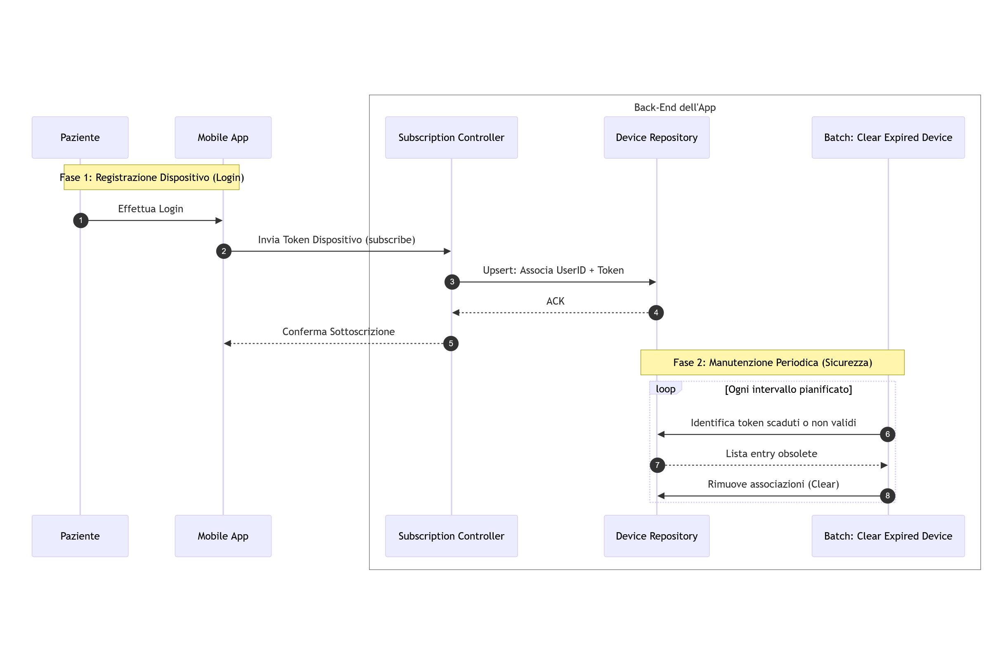 Back-End dell'App
Paziente
Mobile App
Subscription Controller
Device Repository
Batch: Clear Expired Device
Fase 1: Registrazione Dispositivo (Login)
Effettua Login
1
Invia Token Dispositivo (subscribe)
2
Upsert: Associa UserID + Token
3
ACK
4
Conferma Sottoscrizione
5
Fase 2: Manutenzione Periodica (Sicurezza)
loop
[Ogni intervallo pianificato]
Identifica token scaduti o non validi
6
Lista entry obsolete
7
Rimuove associazioni (Clear)
8
Paziente
Mobile App
Subscription Controller
Device Repository
Batch: Clear Expired Device